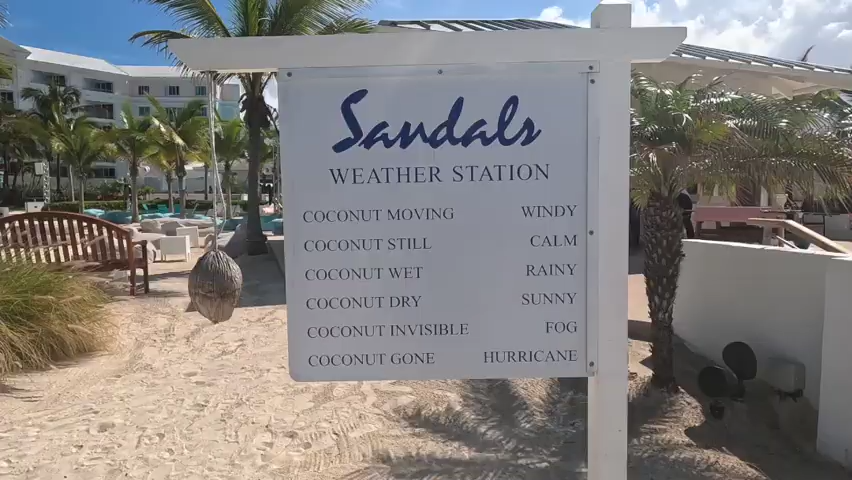 Sandals
WEATHER STATION
COCONUT MOVING WINDY
COCONUT STILL CALM
COCONUT WET RAINY
COCONUT DRY SUNNY
COCONUT INVISIBLE FOG
COCONUT GONE HURRICANE